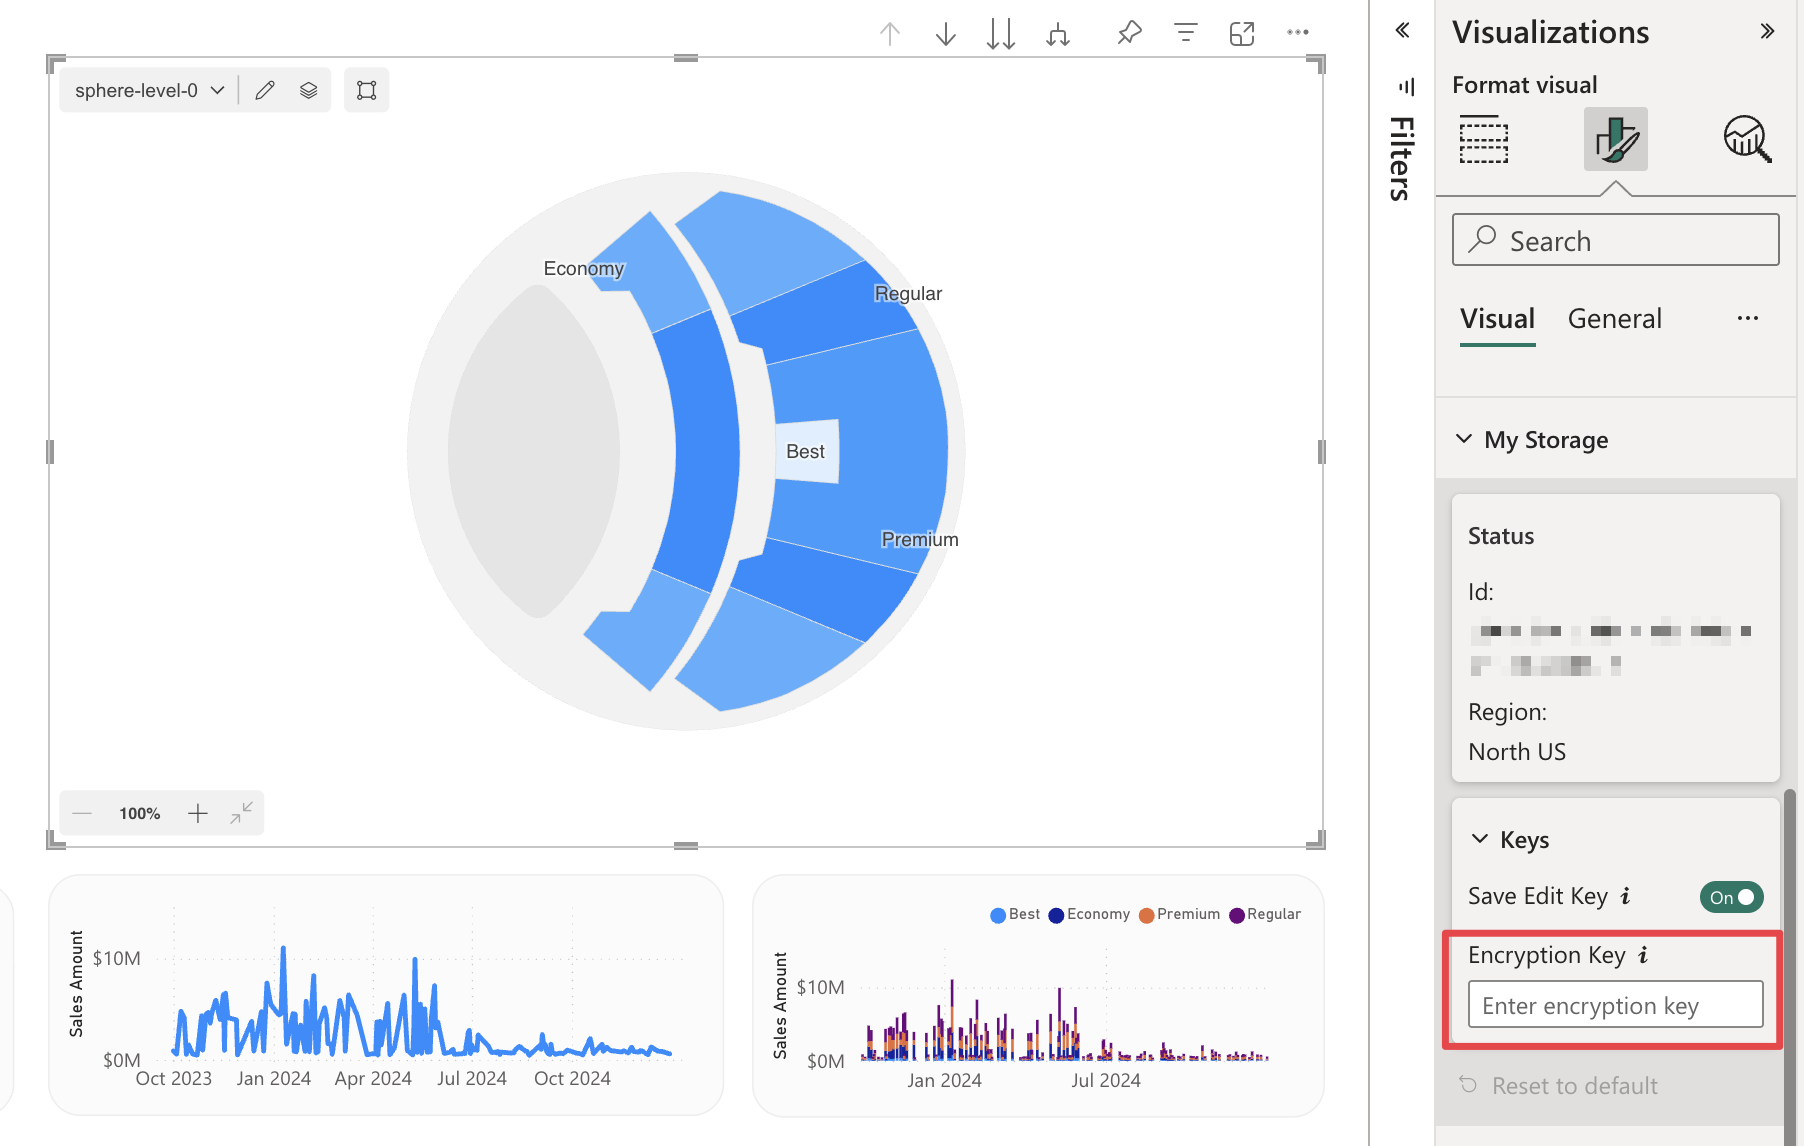 sphere-level-0
Economy
Regular
Best
Premium
100%
Sales Amount
$10M
$0M
Oct 2023
Jan 2024
Apr 2024
Jul 2024
Oct 2024
Best
Economy
Premium
Regular
Sales Amount
$10M
$0M
Jan 2024
Jul 2024
Filters
Visualizations
Format visual
Search
Visual
General
My Storage
Status
Id:
Region:
North US
Keys
Save Edit Key
On
Encryption Key
Enter encryption key
Reset to default